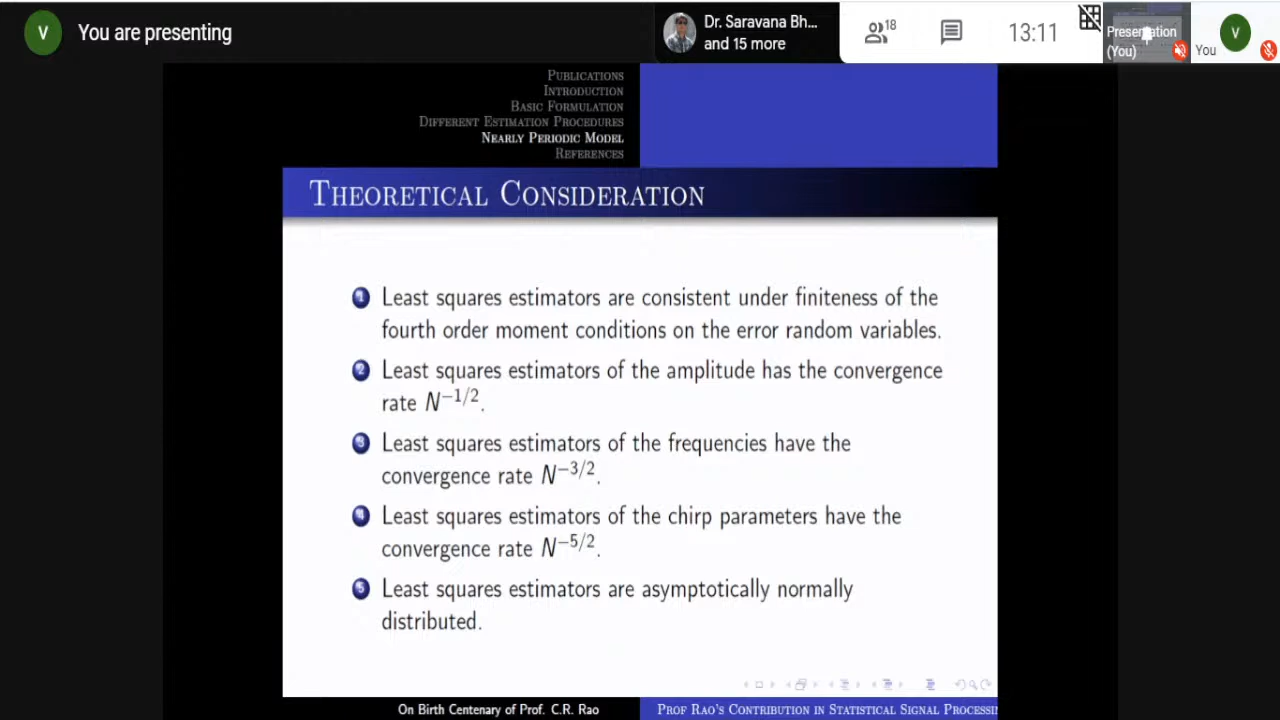 V
You are presenting
Dr. Saravana Bh...
and 15 more
18
13:11
Presentation
(You)
You
V
PUBLICATIONS
INTRODUCTION
BASIC FORMULATION
DIFFERENT ESTIMATION PROCEDURES
NEARLY PERIODIC MODEL
REFERENCES
THEORETICAL CONSIDERATION
1 Least squares estimators are consistent under finiteness of the
fourth order moment conditions on the error random variables.
2 Least squares estimators of the amplitude has the convergence
rate N^{-1/2}.
3 Least squares estimators of the frequencies have the
convergence rate N^{-3/2}.
4 Least squares estimators of the chirp parameters have the
convergence rate N^{-5/2}.
5 Least squares estimators are asymptotically normally
distributed.
On Birth Centenary of Prof. C.R. Rao
PROF RAO'S CONTRIBUTION IN STATISTICAL SIGNAL PROCESSIN